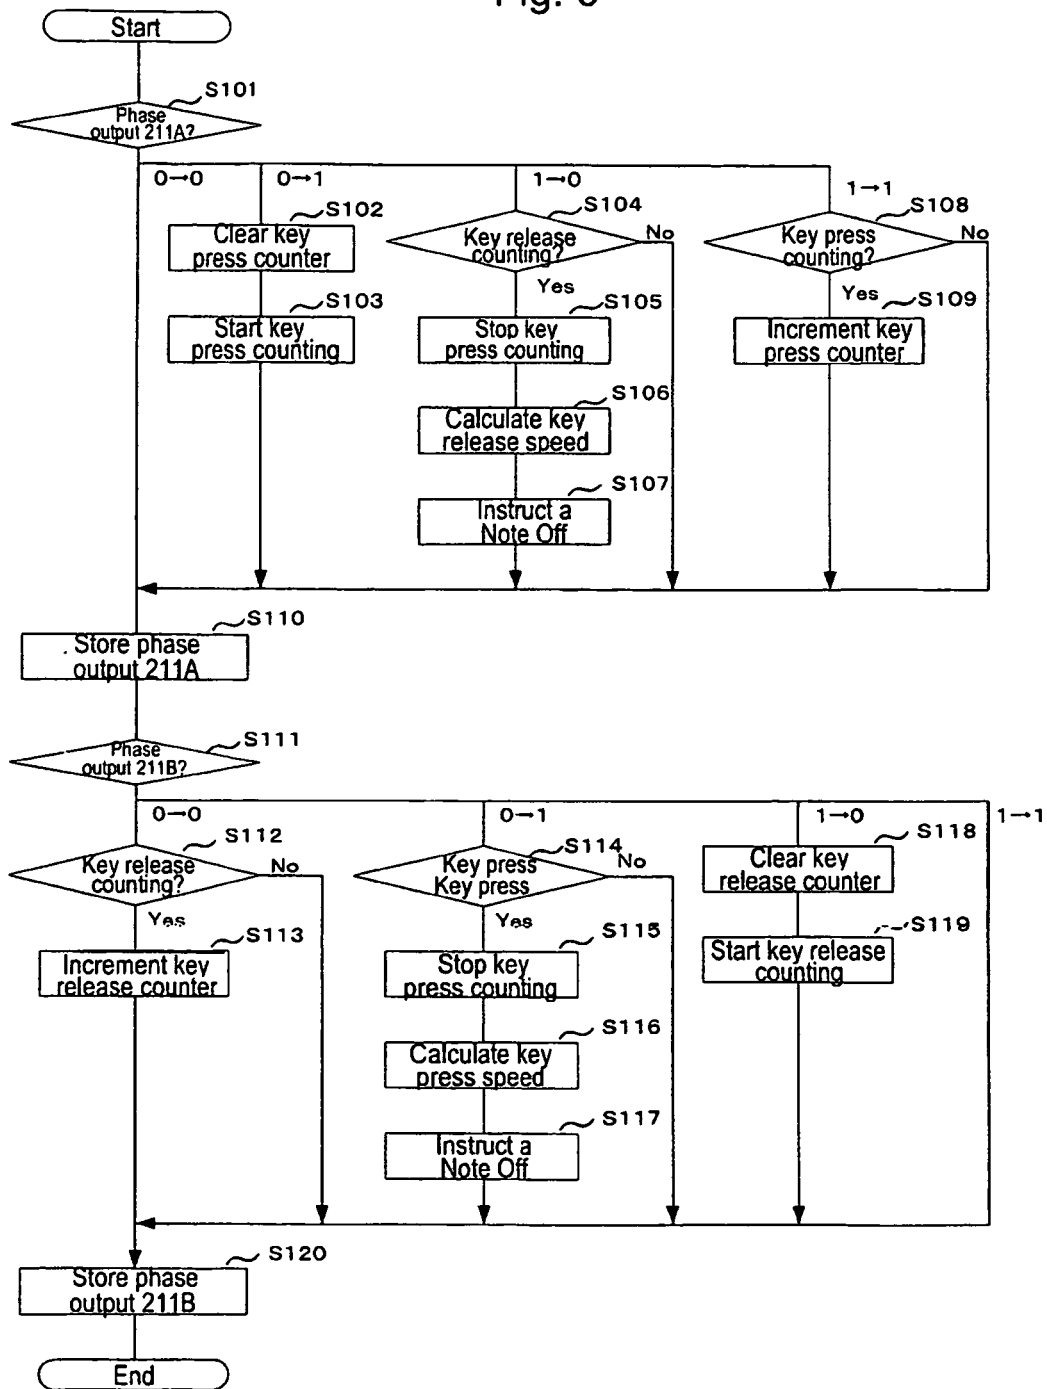 Start
S101
Phase
output 211A?
0→0
0→1
1→0
1→1
S102
Clear key
press counter
S103
Start key
press counting
S104
Key release
counting?
No
Yes
S105
Stop key
press counting
S106
Calculate key
release speed
S107
Instruct a
Note Off
S108
Key press
counting?
No
Yes
S109
Increment key
press counter
S110
Store phase
output 211A
S111
Phase
output 211B?
0→0
0→1
1→0
1→1
S112
Key release
counting?
No
Yes
S113
Increment key
release counter
S114
Key press
Key press
No
Yes
S115
Stop key
press counting
S116
Calculate key
press speed
S117
Instruct a
Note Off
S118
Clear key
release counter
S119
Start key release
counting
S120
Store phase
output 211B
End